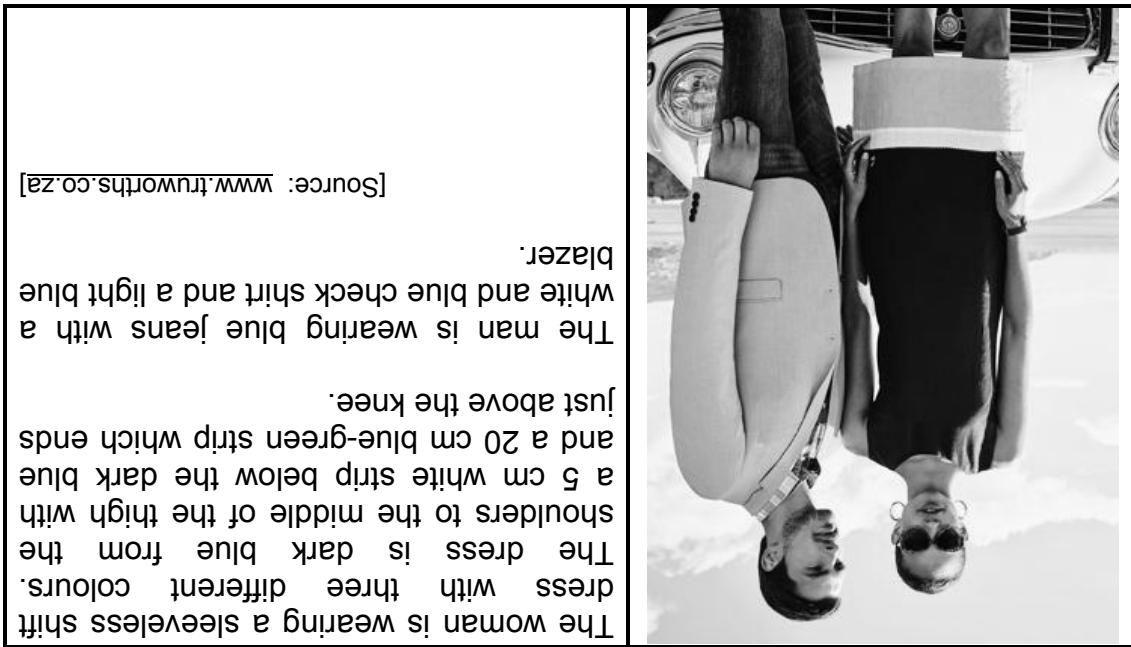 The woman is wearing a sleeveless shift
dress with three different colours.
The dress is dark blue from the
shoulders to the middle of the thigh with
a 5 cm white strip below the dark blue
and a 20 cm blue-green strip which ends
just above the knee.
The man is wearing blue jeans with a
white and blue check shift and a light blue
blazer.
[Source: www.truworths.co.za]